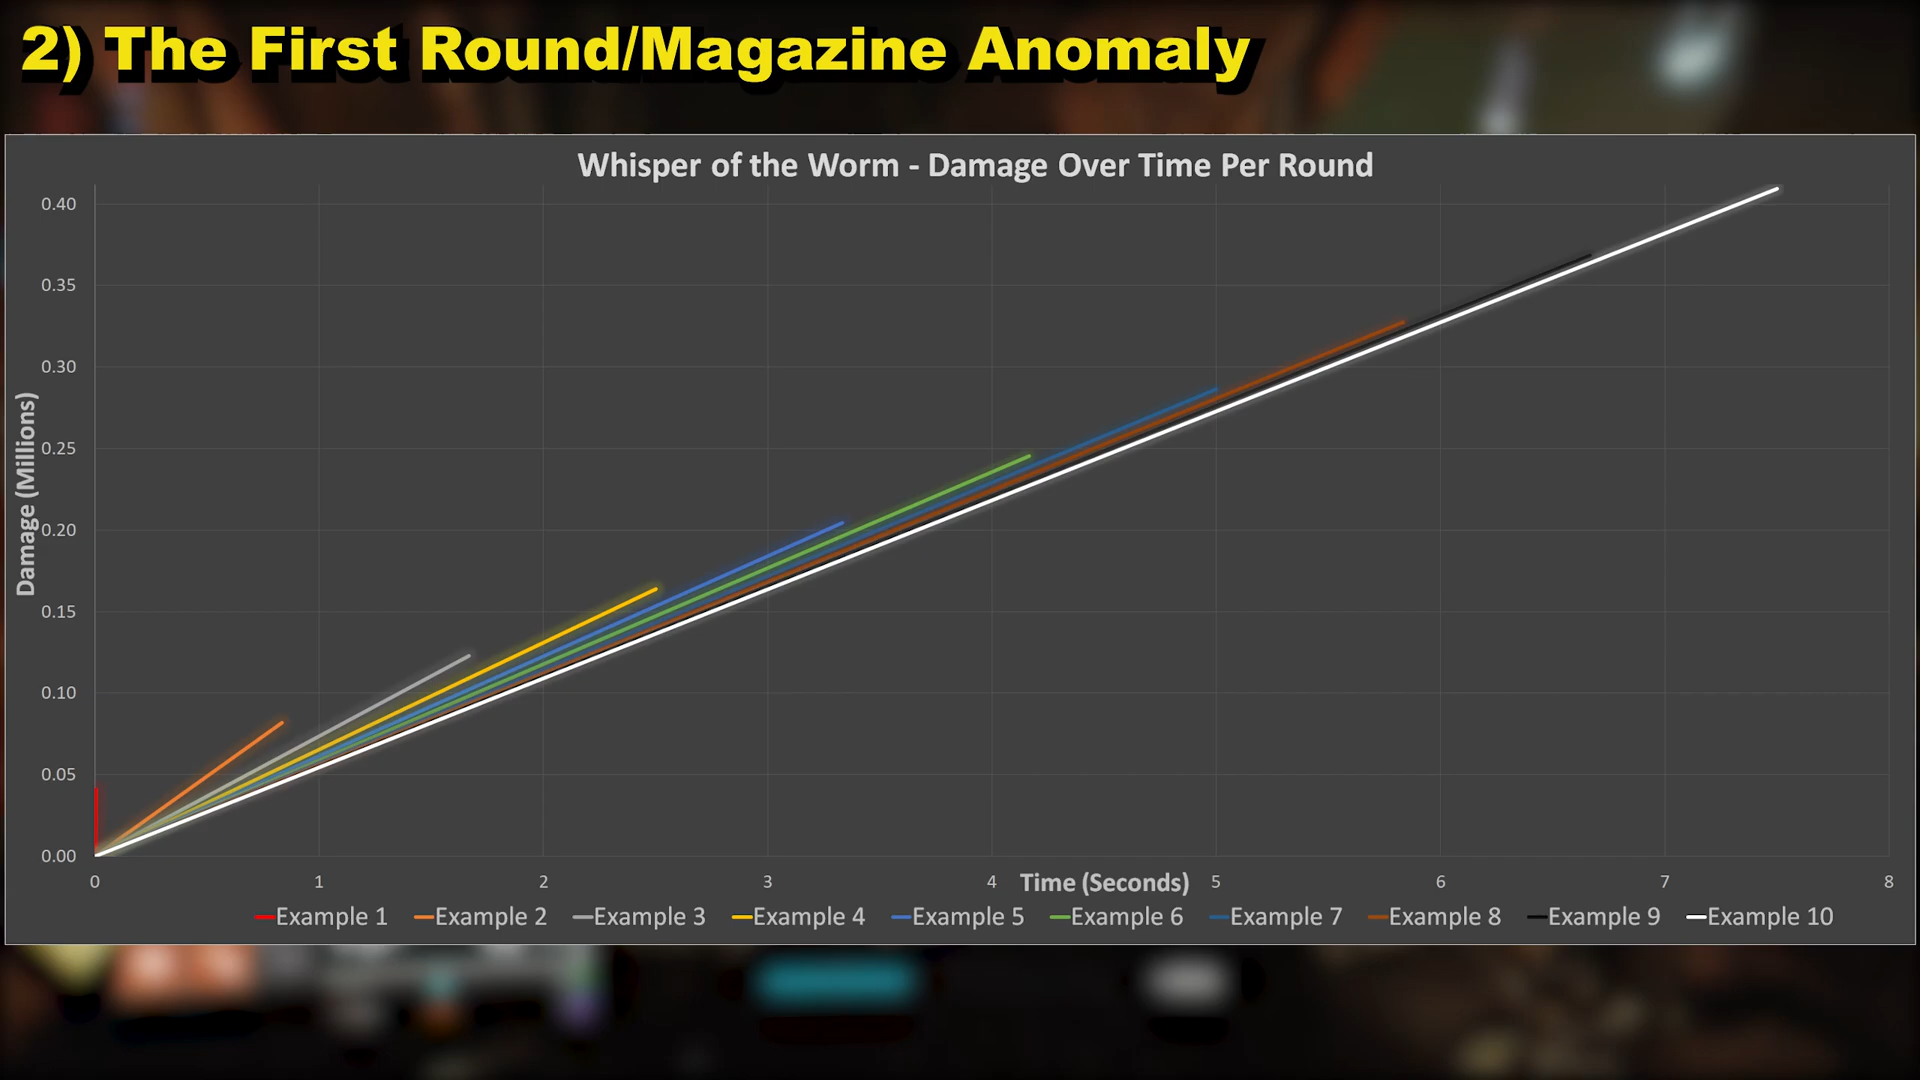 2) The First Round/Magazine Anomaly
Whisper of the Worm - Damage Over Time Per Round
0.40
0.35
0.30
0.25
0.20
0.15
0.10
0.05
0.00
Damage (Millions)
0 1 2 3 4 Time (Seconds) 5 6 7 8
Example 1 Example 2 Example 3 Example 4 Example 5 Example 6 Example 7 Example 8 Example 9 Example 10